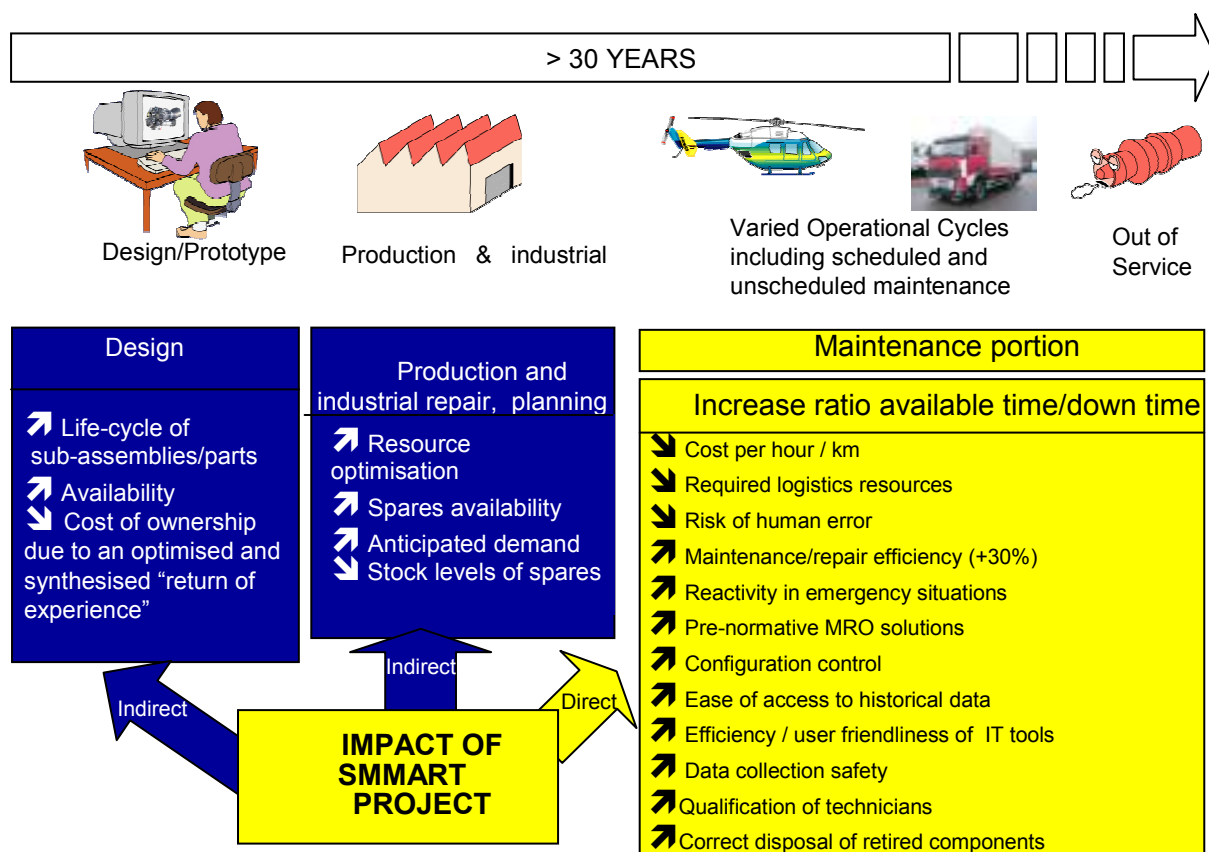 > 30 YEARS
Design/Prototype
Production & industrial
Varied Operational Cycles
including scheduled and
unscheduled maintenance
Out of
Service
Design
↗ Life-cycle of
sub-assemblies/parts
↗ Availability
↘ Cost of ownership
due to an optimised and
synthesised “return of
experience”
Production and
industrial repair, planning
↗ Resource
optimisation
↗ Spares availability
↗ Anticipated demand
↘ Stock levels of spares
Maintenance portion
Increase ratio available time/down time
↘ Cost per hour / km
↘ Required logistics resources
↘ Risk of human error
↗ Maintenance/repair efficiency (+30%)
↗ Reactivity in emergency situations
↗ Pre-normative MRO solutions
↗ Configuration control
↗ Ease of access to historical data
↗ Efficiency / user friendliness of IT tools
↗ Data collection safety
↗ Qualification of technicians
↗ Correct disposal of retired components
Indirect
Indirect
Direct
IMPACT OF
SMMART
PROJECT